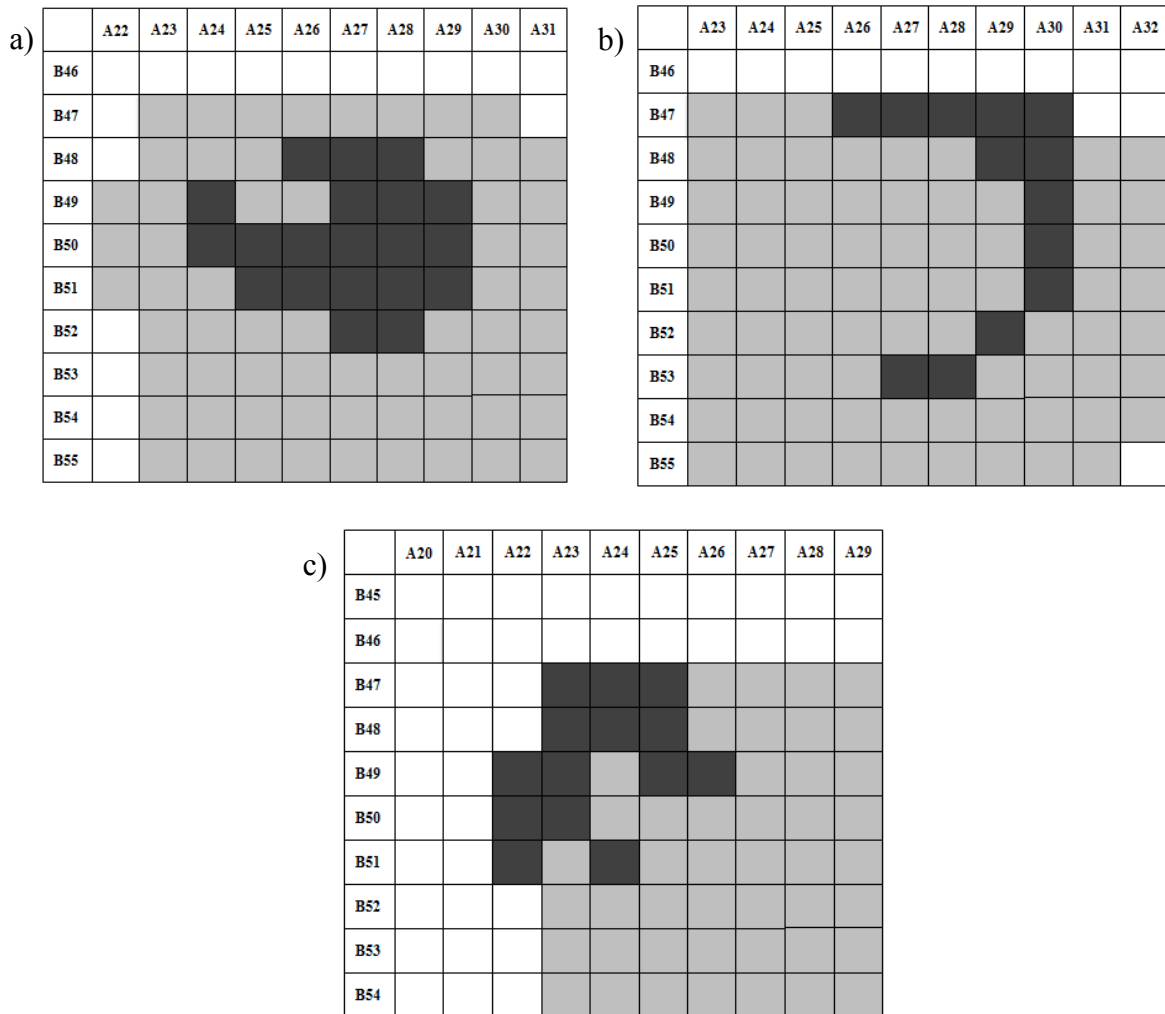 a)
A22 A23 A24 A25 A26 A27 A28 A29 A30 A31
B46
B47
B48
B49
B50
B51
B52
B53
B54
B55
b)
A23 A24 A25 A26 A27 A28 A29 A30 A31 A32
B46
B47
B48
B49
B50
B51
B52
B53
B54
B55
c)
A20 A21 A22 A23 A24 A25 A26 A27 A28 A29
B45
B46
B47
B48
B49
B50
B51
B52
B53
B54